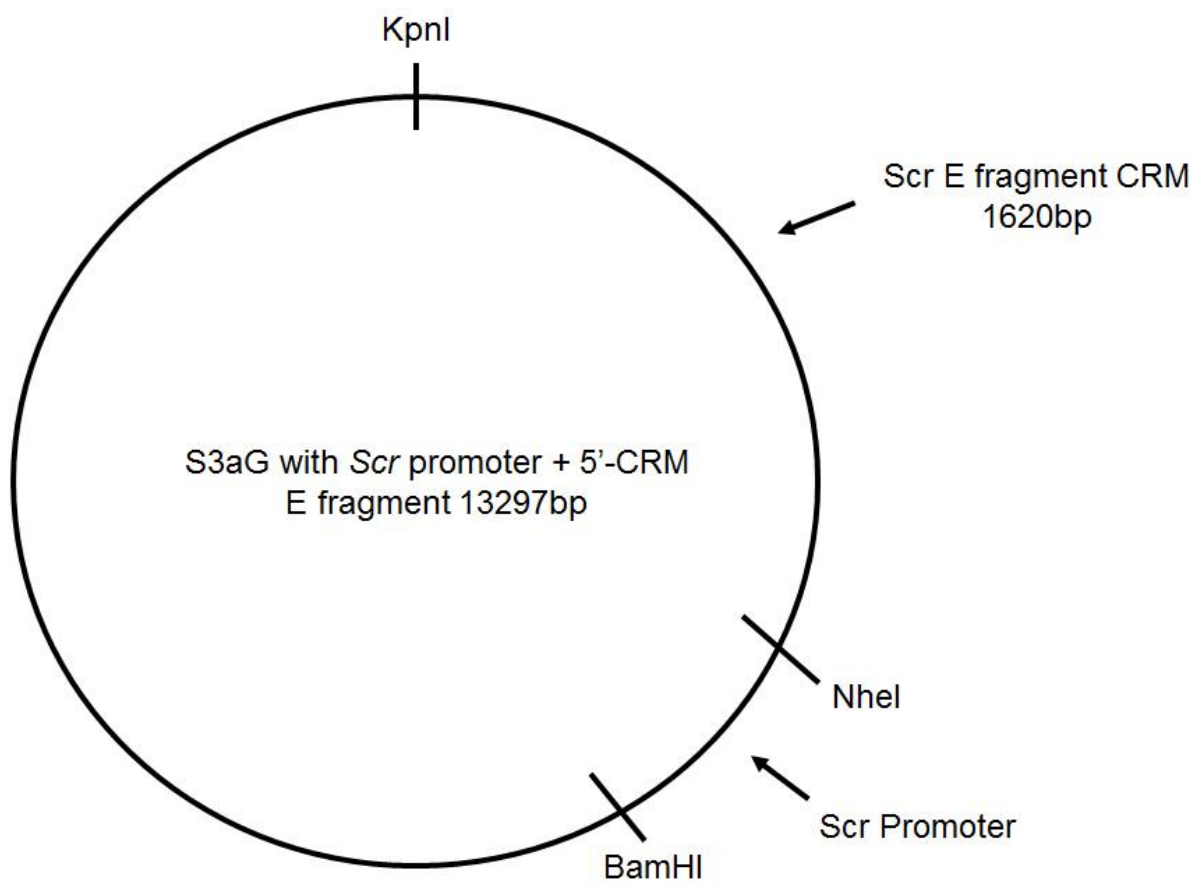 KpnI
Scr E fragment CRM
1620bp
S3aG with Scr promoter + 5'-CRM
E fragment 13297bp
NheI
Scr Promoter
BamHI